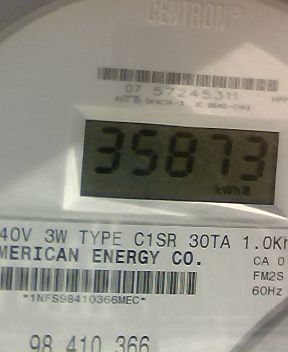 CENTRON®
07 57245311
35873
kWh
40V 3W TYPE C1SR 30TA 1.0Kh
MERICAN ENERGY CO.
CA 0
FM2S
60Hz
*1NFS98410366MEC*
98 410 366